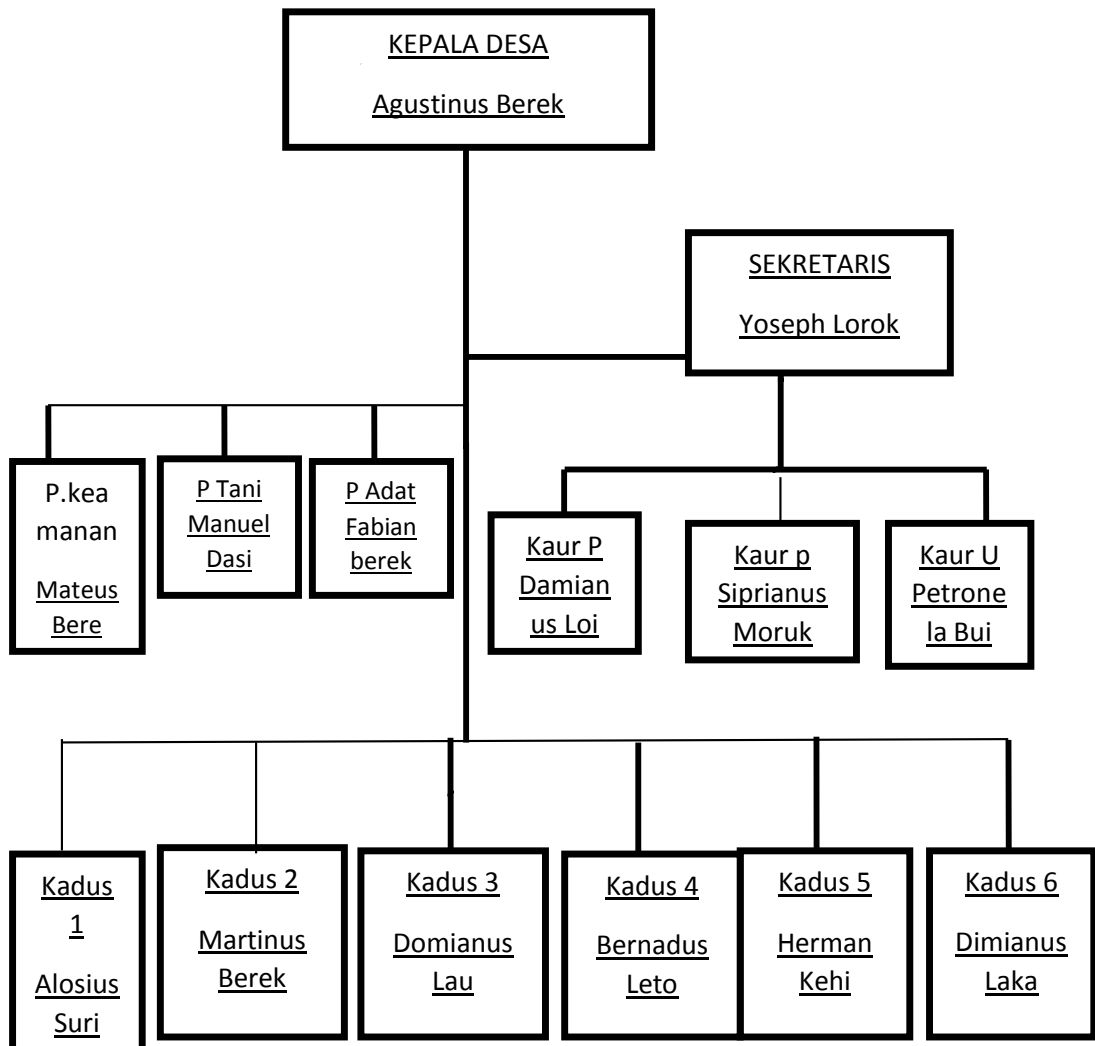 KEPALA DESA
Agustinus Berek
SEKRETARIS
Yoseph Lorok
P.kea
manan
Mateus
Bere
P Tani
Manuel
Dasi
P Adat
Fabian
berek
Kaur P
Damian
us Loi
Kaur p
Siprianus
Moruk
Kaur U
Petrone
la Bui
Kadus
1
Alosius
Suri
Kadus 2
Martinus
Berek
Kadus 3
Domianus
Lau
Kadus 4
Bernadus
Leto
Kadus 5
Herman
Kehi
Kadus 6
Dimianus
Laka